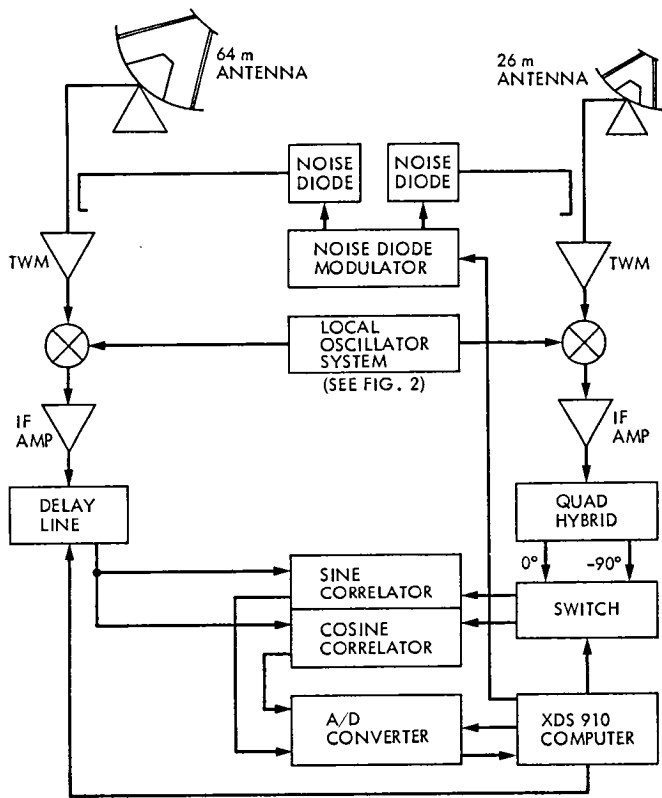 64 m
ANTENNA
26 m
ANTENNA
NOISE
DIODE
NOISE
DIODE
TWM
NOISE DIODE
MODULATOR
TWM
LOCAL
OSCILLATOR
SYSTEM
(SEE FIG. 2)
IF
AMP
IF
AMP
DELAY
LINE
QUAD
HYBRID
0°
-90°
SINE
CORRELATOR
SWITCH
COSINE
CORRELATOR
A/D
CONVERTER
XDS 910
COMPUTER